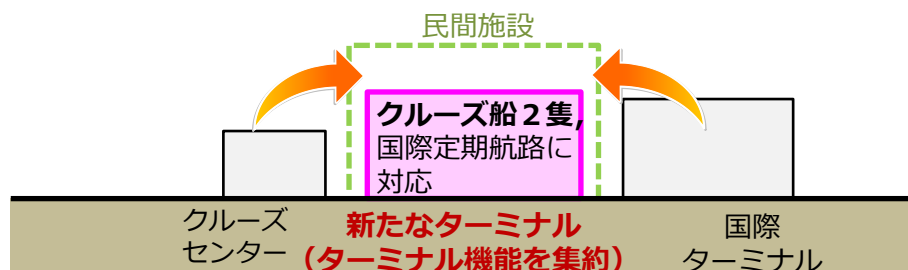 民間施設
クルーズ船２隻,
国際定期航路に
対応
クルーズ
センター
新たなターミナル
（ターミナル機能を集約）
国際
ターミナル